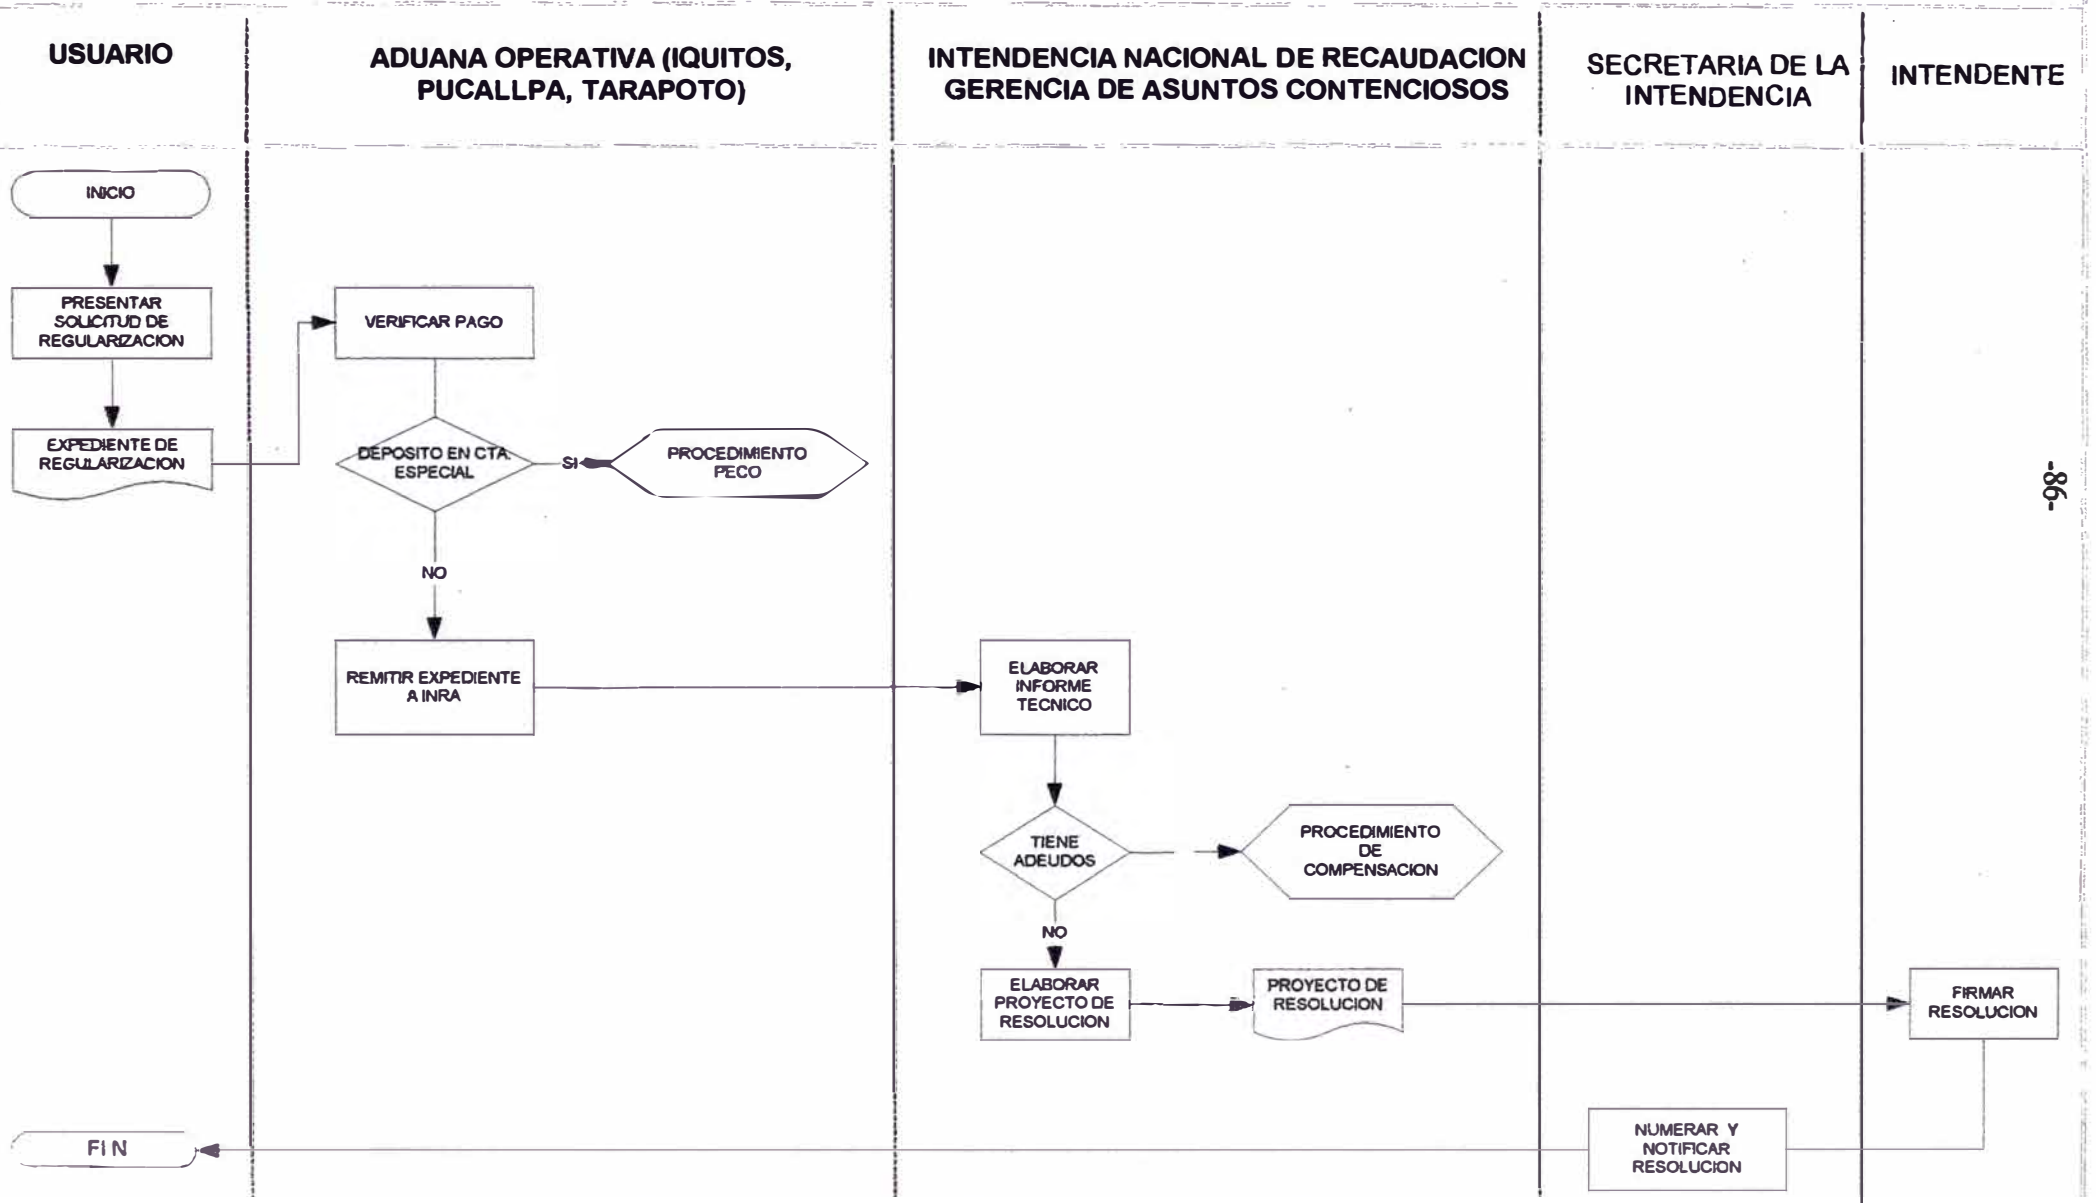 USUARIO
ADUANA OPERATIVA (IQUITOS,
PUCALLPA, TARAPOTO)
INTENDENCIA NACIONAL DE RECAUDACION
GERENCIA DE ASUNTOS CONTENCIOSOS
SECRETARIA DE LA
INTENDENCIA
INTENDENTE
INICIO
PRESENTAR
SOLICITUD DE
REGULARIZACION
VERIFICAR PAGO
EXPEDIENTE DE
REGULARIZACION
DEPOSITO EN CTA.
ESPECIAL
SI
PROCEDIMIENTO
PECO
-86-
NO
REMITIR EXPEDIENTE
A INRA
ELABORAR
INFORME
TECNICO
TIENE
ADEUDOS
PROCEDIMIENTO
DE
COMPENSACION
NO
ELABORAR
PROYECTO DE
RESOLUCION
PROYECTO DE
RESOLUCION
FIRMAR
RESOLUCION
NUMERAR Y
NOTIFICAR
RESOLUCION
FIN